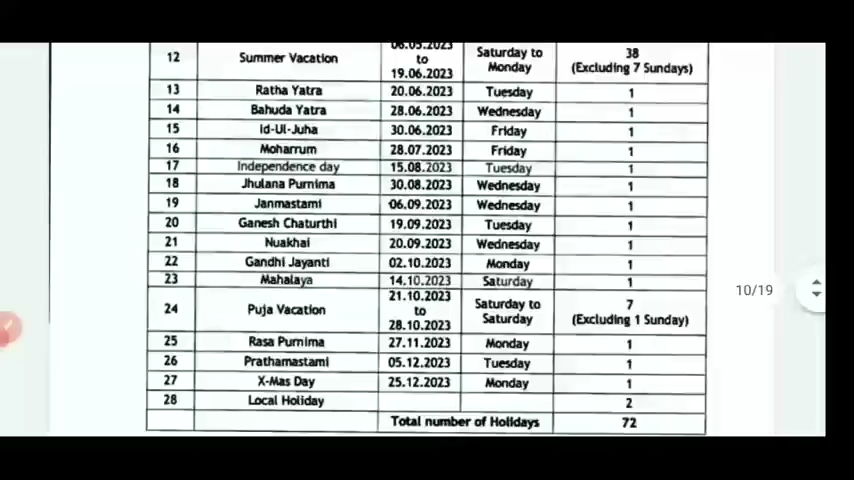 12 Summer Vacation 06.05.2023 to 19.06.2023 Saturday to Monday 38 (Excluding 7 Sundays)
13 Ratha Yatra 20.06.2023 Tuesday 1
14 Bahuda Yatra 28.06.2023 Wednesday 1
15 Id-Ul-Juha 30.06.2023 Friday 1
16 Moharrum 28.07.2023 Friday 1
17 Independence day 15.08.2023 Tuesday 1
18 Jhulana Purnima 30.08.2023 Wednesday 1
19 Janmastami 06.09.2023 Wednesday 1
20 Ganesh Chaturthi 19.09.2023 Tuesday 1
21 Nuakhai 20.09.2023 Wednesday 1
22 Gandhi Jayanti 02.10.2023 Monday 1
23 Mahalaya 14.10.2023 Saturday 1
24 Puja Vacation 21.10.2023 to 28.10.2023 Saturday to Saturday 7 (Excluding 1 Sunday)
25 Rasa Purnima 27.11.2023 Monday 1
26 Prathamastami 05.12.2023 Tuesday 1
27 X-Mas Day 25.12.2023 Monday 1
28 Local Holiday 2
Total number of Holidays 72
10/19